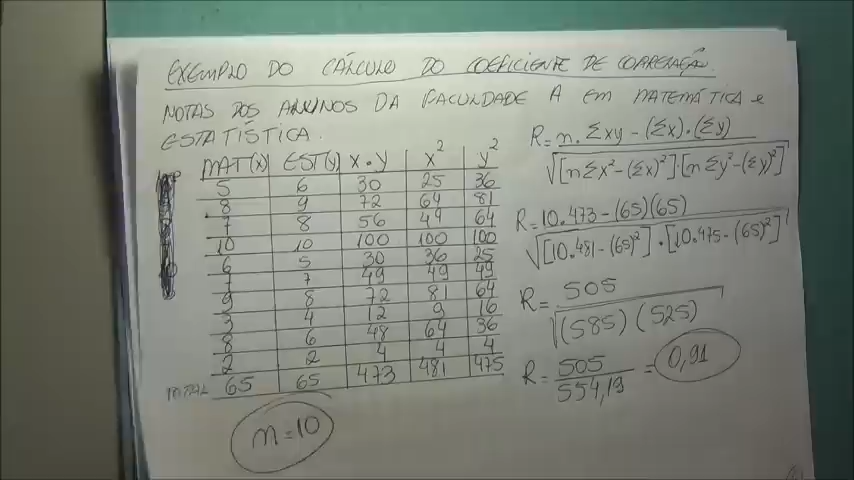 EXEMPLO DO CÁLCULO DO COEFICIENTE DE CORRELAÇÃO.
NOTAS DOS ALUNOS DA FACULDADE A EM MATEMÁTICA e
ESTATÍSTICA.
MAT(X) EST(Y) X.Y X² Y²
5 6 30 25 36
8 9 72 64 81
7 8 56 49 64
10 10 100 100 100
6 5 30 36 25
7 7 49 49 49
9 8 72 81 64
3 4 12 9 16
8 6 48 64 36
2 2 4 4 4
TOTAL 65 65 473 481 475
n=10
R= n.Σxy-(Σx).(Σy)
√[nΣx²-(Σx)²][nΣy²-(Σy)²]
R=10.473-(65)(65)
√[10.481-(65)²].[10.475-(65)²]
R= 505
√(585)(525)
R= 505 = 0,91
554,19